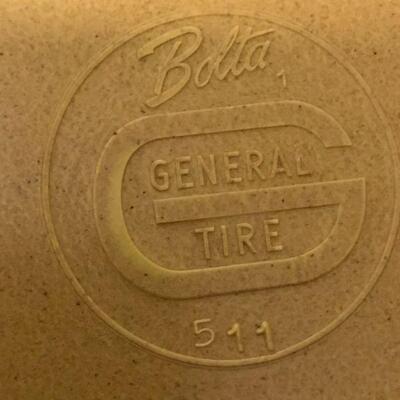 Bolta
1
GENERAL
TIRE
511